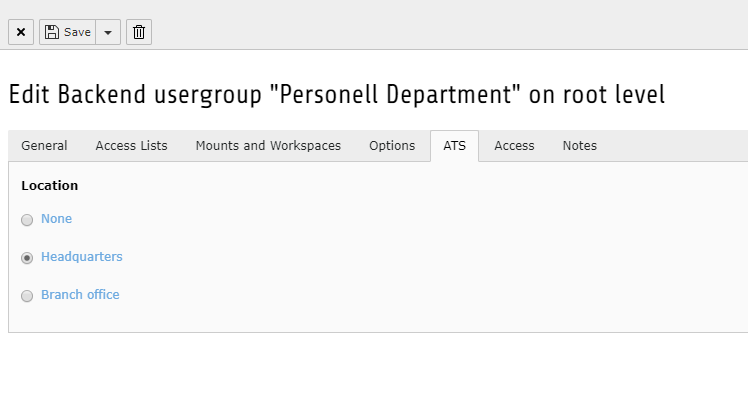 Save
Edit Backend usergroup "Personell Department" on root level
General Access Lists Mounts and Workspaces Options ATS Access Notes
Location
None
Headquarters
Branch office